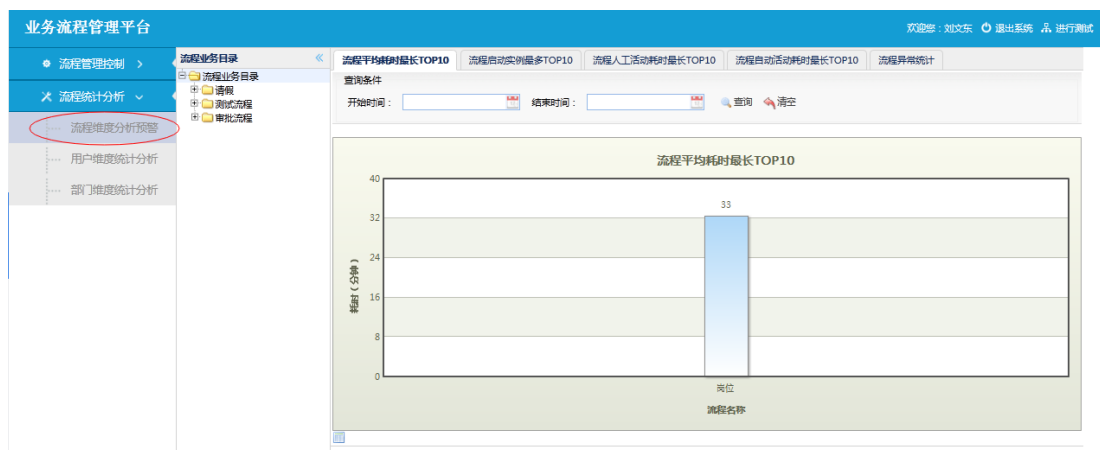 业务流程管理平台
欢迎您：刘文东 退出系统 进行测试
流程管理控制
流程统计分析
流程维度分析预警
用户维度统计分析
部门维度统计分析
流程业务目录
流程业务目录
请假
测试流程
审批流程
流程平均耗时最长TOP10 流程启动实例最多TOP10 流程人工活动耗时最长TOP10 流程自动活动耗时最长TOP10 流程异常统计
查询条件
开始时间： 结束时间： 查询 清空
流程平均耗时最长TOP10
40
32
24
16
8
0
耗时（分钟）
33
岗位
流程名称